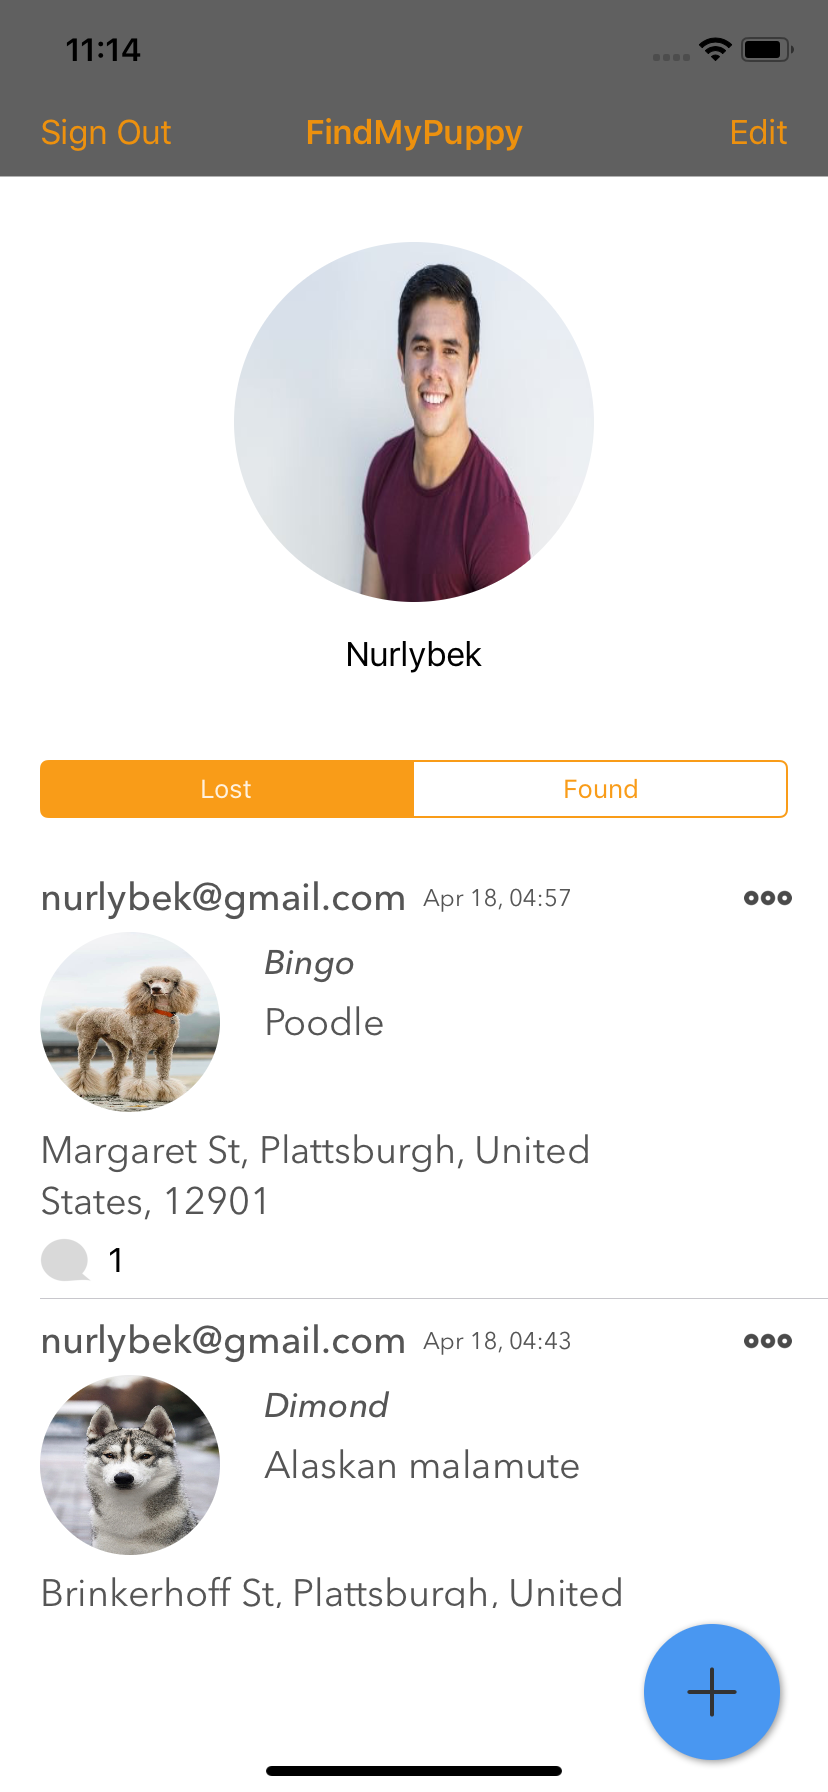 11:14
Sign Out FindMyPuppy Edit
Nurlybek
Lost Found
nurlybek@gmail.com Apr 18, 04:57
Bingo
Poodle
Margaret St, Plattsburgh, United
States, 12901
1
nurlybek@gmail.com Apr 18, 04:43
Dimond
Alaskan malamute
Brinkerhoff St, Plattsburgh, United